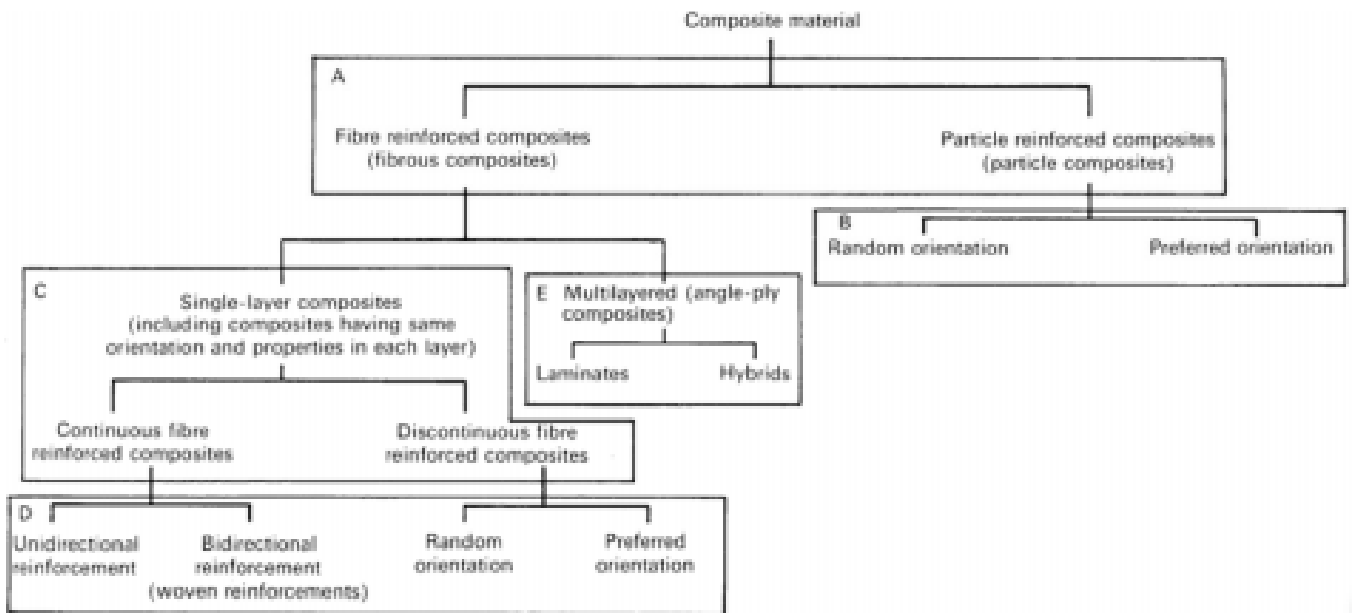 Composite material
A
Fibre reinforced composites
(fibrous composites)
Particle reinforced composites
(particle composites)
B
Random orientation
Preferred orientation
C
Single-layer composites
(including composites having same
orientation and properties in each layer)
E Multilayered (angle-ply
composites)
Laminates
Hybrids
Continuous fibre
reinforced composites
Discontinuous fibre
reinforced composites
D
Unidirectional
reinforcement
Bidirectional
reinforcement
(woven reinforcements)
Random
orientation
Preferred
orientation